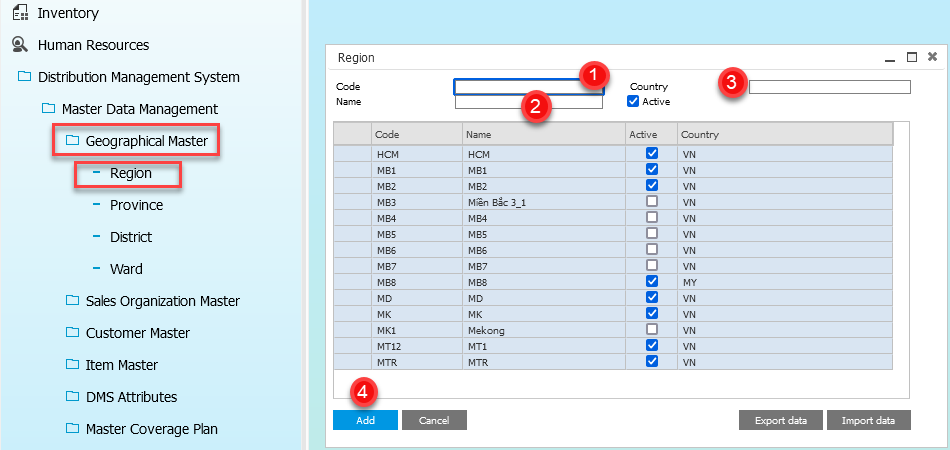 Inventory
Human Resources
Distribution Management System
Master Data Management
Geographical Master
Region
Province
District
Ward
Sales Organization Master
Customer Master
Item Master
DMS Attributes
Master Coverage Plan
Region
Code 1 Country 3
Name 2 Active
Code Name Active Country
HCM HCM VN
MB1 MB1 VN
MB2 MB2 VN
MB3 Miền Bắc 3_1 VN
MB4 MB4 VN
MB5 MB5 VN
MB6 MB6 VN
MB7 MB7 VN
MB8 MB8 MY
MD MD VN
MK MK VN
MK1 Mekong VN
MT12 MT1 VN
MTR MTR VN
4
Add Cancel Export data Import data